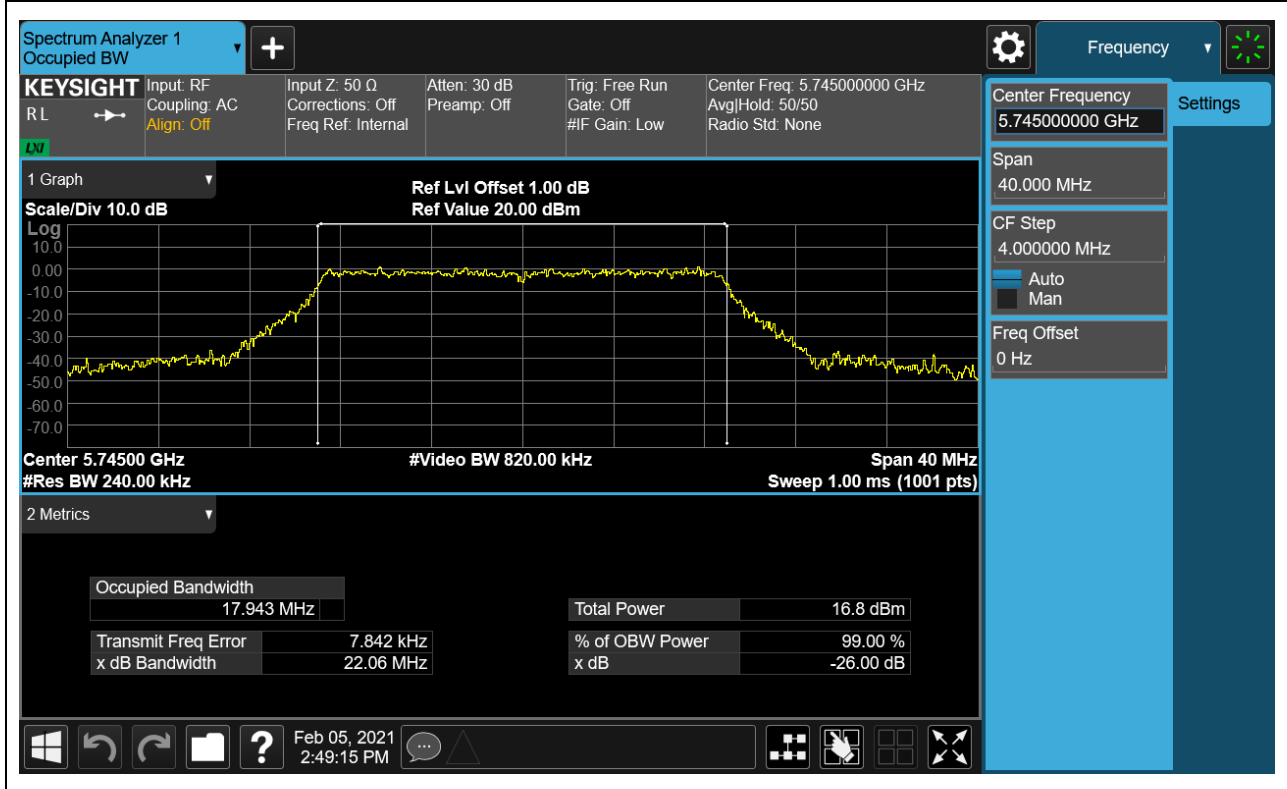 Spectrum Analyzer 1
Occupied BW
Frequency
KEYSIGHT
R L
LXI
Input: RF
Coupling: AC
Align: Off
Input Z: 50 Ω
Corrections: Off
Freq Ref: Internal
Atten: 30 dB
Preamp: Off
Trig: Free Run
Gate: Off
#IF Gain: Low
Center Freq: 5.745000000 GHz
Avg|Hold: 50/50
Radio Std: None
Center Frequency
5.745000000 GHz
Settings
Span
40.000 MHz
CF Step
4.000000 MHz
Auto
Man
Freq Offset
0 Hz
1 Graph
Ref Lvl Offset 1.00 dB
Scale/Div 10.0 dB
Ref Value 20.00 dBm
Log
10.0
0.00
-10.0
-20.0
-30.0
-40.0
-50.0
-60.0
-70.0
Center 5.74500 GHz
#Video BW 820.00 kHz
Span 40 MHz
#Res BW 240.00 kHz
Sweep 1.00 ms (1001 pts)
2 Metrics
Occupied Bandwidth
17.943 MHz
Total Power 16.8 dBm
Transmit Freq Error 7.842 kHz
% of OBW Power 99.00 %
x dB Bandwidth 22.06 MHz
x dB -26.00 dB
?
Feb 05, 2021
2:49:15 PM